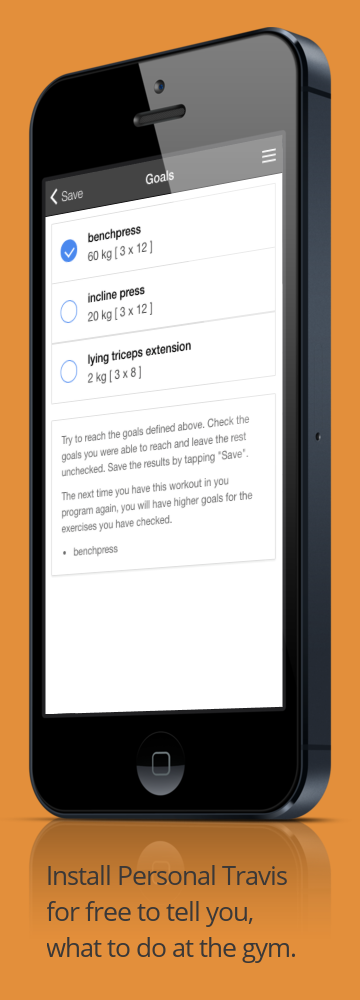 Save
Goals
benchpress
60 kg [ 3 x 12 ]
incline press
20 kg [ 3 x 12 ]
lying triceps extension
2 kg [ 3 x 8 ]
Try to reach the goals defined above. Check the
goals you were able to reach and leave the rest
unchecked. Save the results by tapping "Save".
The next time you have this workout in you
program again, you will have higher goals for the
exercises you have checked.
• benchpress
Install Personal Travis
for free to tell you,
what to do at the gym.